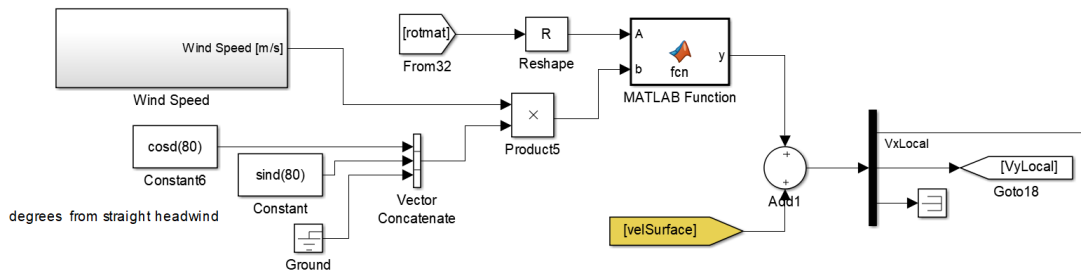 Wind Speed [m/s]
Wind Speed
[rotmat]
From32
R
Reshape
A
b
fcn
y
MATLAB Function
×
Product5
cosd(80)
Constant6
sind(80)
Constant
Vector
Concatenate
degrees from straight headwind
Ground
+
+
Add1
[velSurface]
VxLocal
[VyLocal]
Goto18